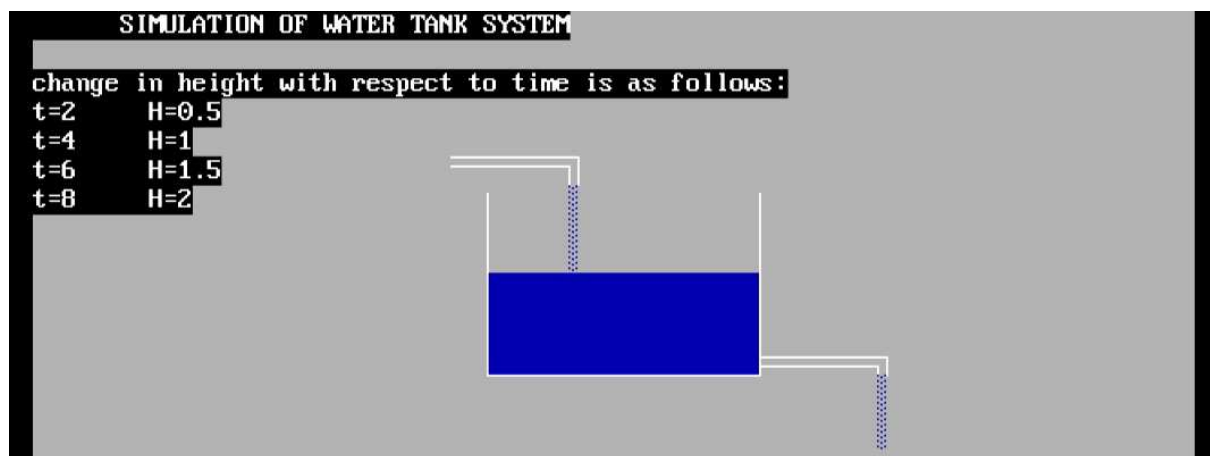 SIMULATION OF WATER TANK SYSTEM
change in height with respect to time is as follows:
t=2 H=0.5
t=4 H=1
t=6 H=1.5
t=8 H=2